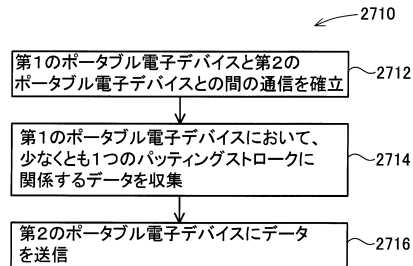 2710
第1のポータブル電子デバイスと第2の
ポータブル電子デバイスとの間の通信を確立
2712
第1のポータブル電子デバイスにおいて、
少なくとも1つのパッティングストロークに
関係するデータを収集
2714
第2のポータブル電子デバイスにデータ
を送信
2716